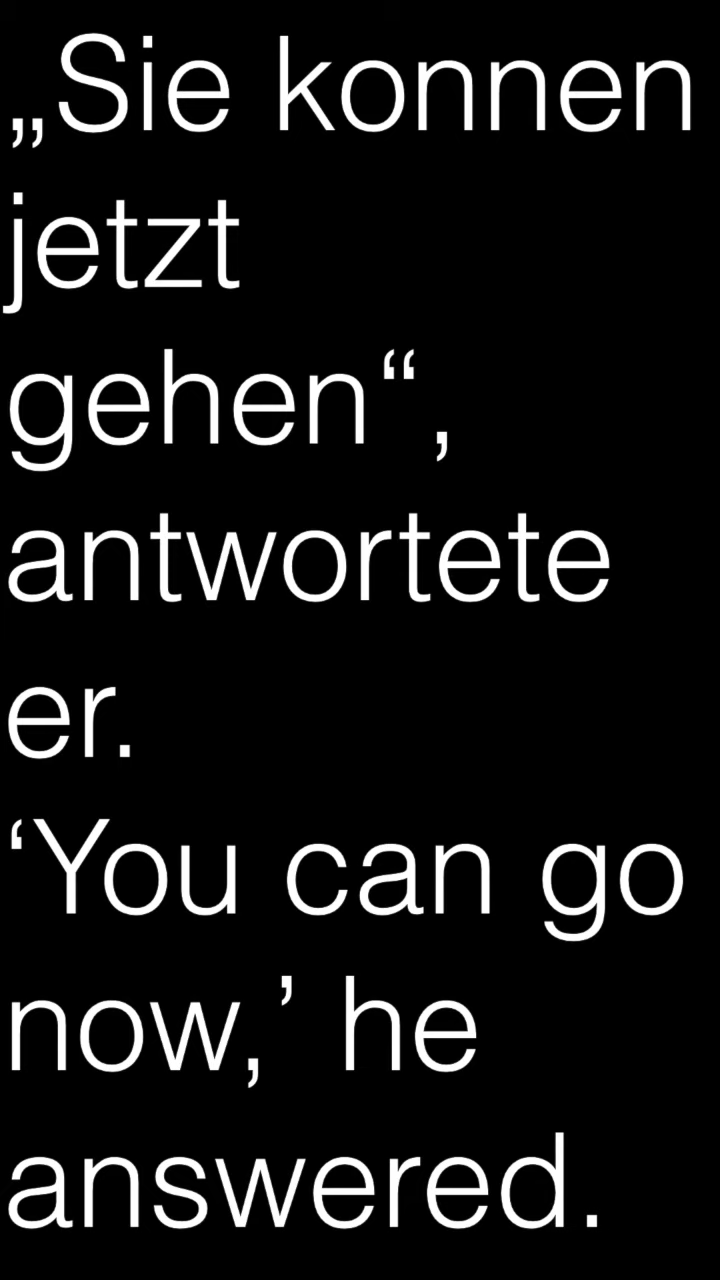 „Sie konnen
jetzt
gehen“,
antwortete
er.
‘You can go
now,’ he
answered.